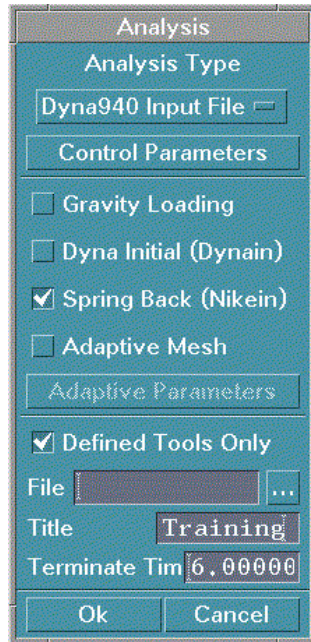 Analysis
Analysis Type
Dyna940 Input File
Control Parameters
Gravity Loading
Dyna Initial (Dynain)
Spring Back (Nikein)
Adaptive Mesh
Adaptive Parameters
Defined Tools Only
File ...
Title Training
Terminate Tim 6.00000
Ok Cancel